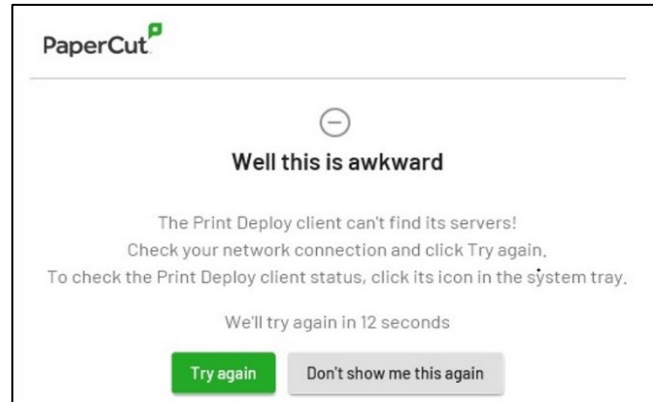 PaperCut
Well this is awkward
The Print Deploy client can't find its servers!
Check your network connection and click Try again.
To check the Print Deploy client status, click its icon in the system tray.
We'll try again in 12 seconds
Try again
Don't show me this again